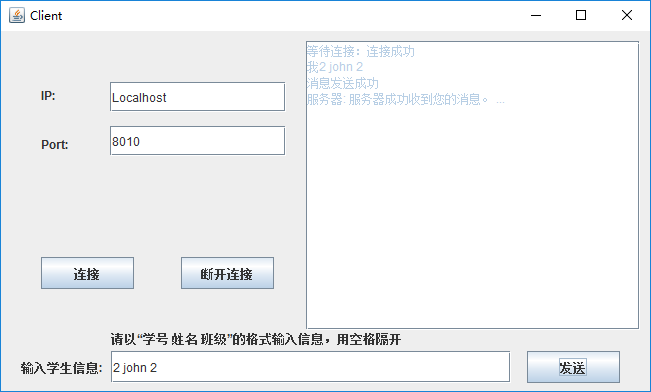 Client
IP:
Localhost
Port:
8010
等待连接：连接成功
我2 john 2
消息发送成功
服务器: 服务器成功收到您的消息。 ...
连接
断开连接
请以“学号 姓名 班级”的格式输入信息，用空格隔开
输入学生信息:
2 john 2
发送